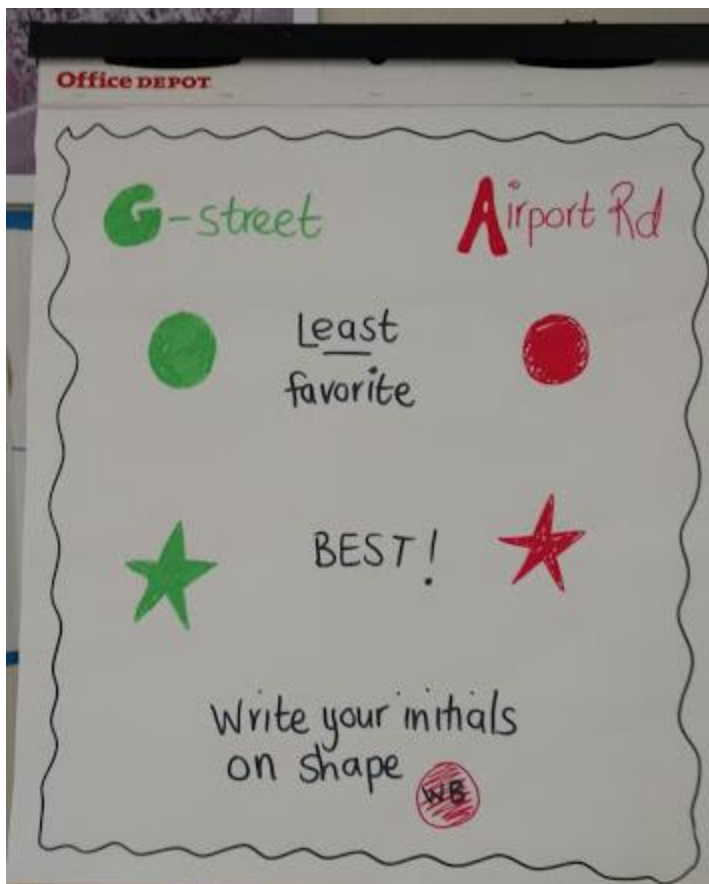 Office DEPOT
G-street
Airport Rd
Least
favorite
BEST!
Write your initials
on shape
WB